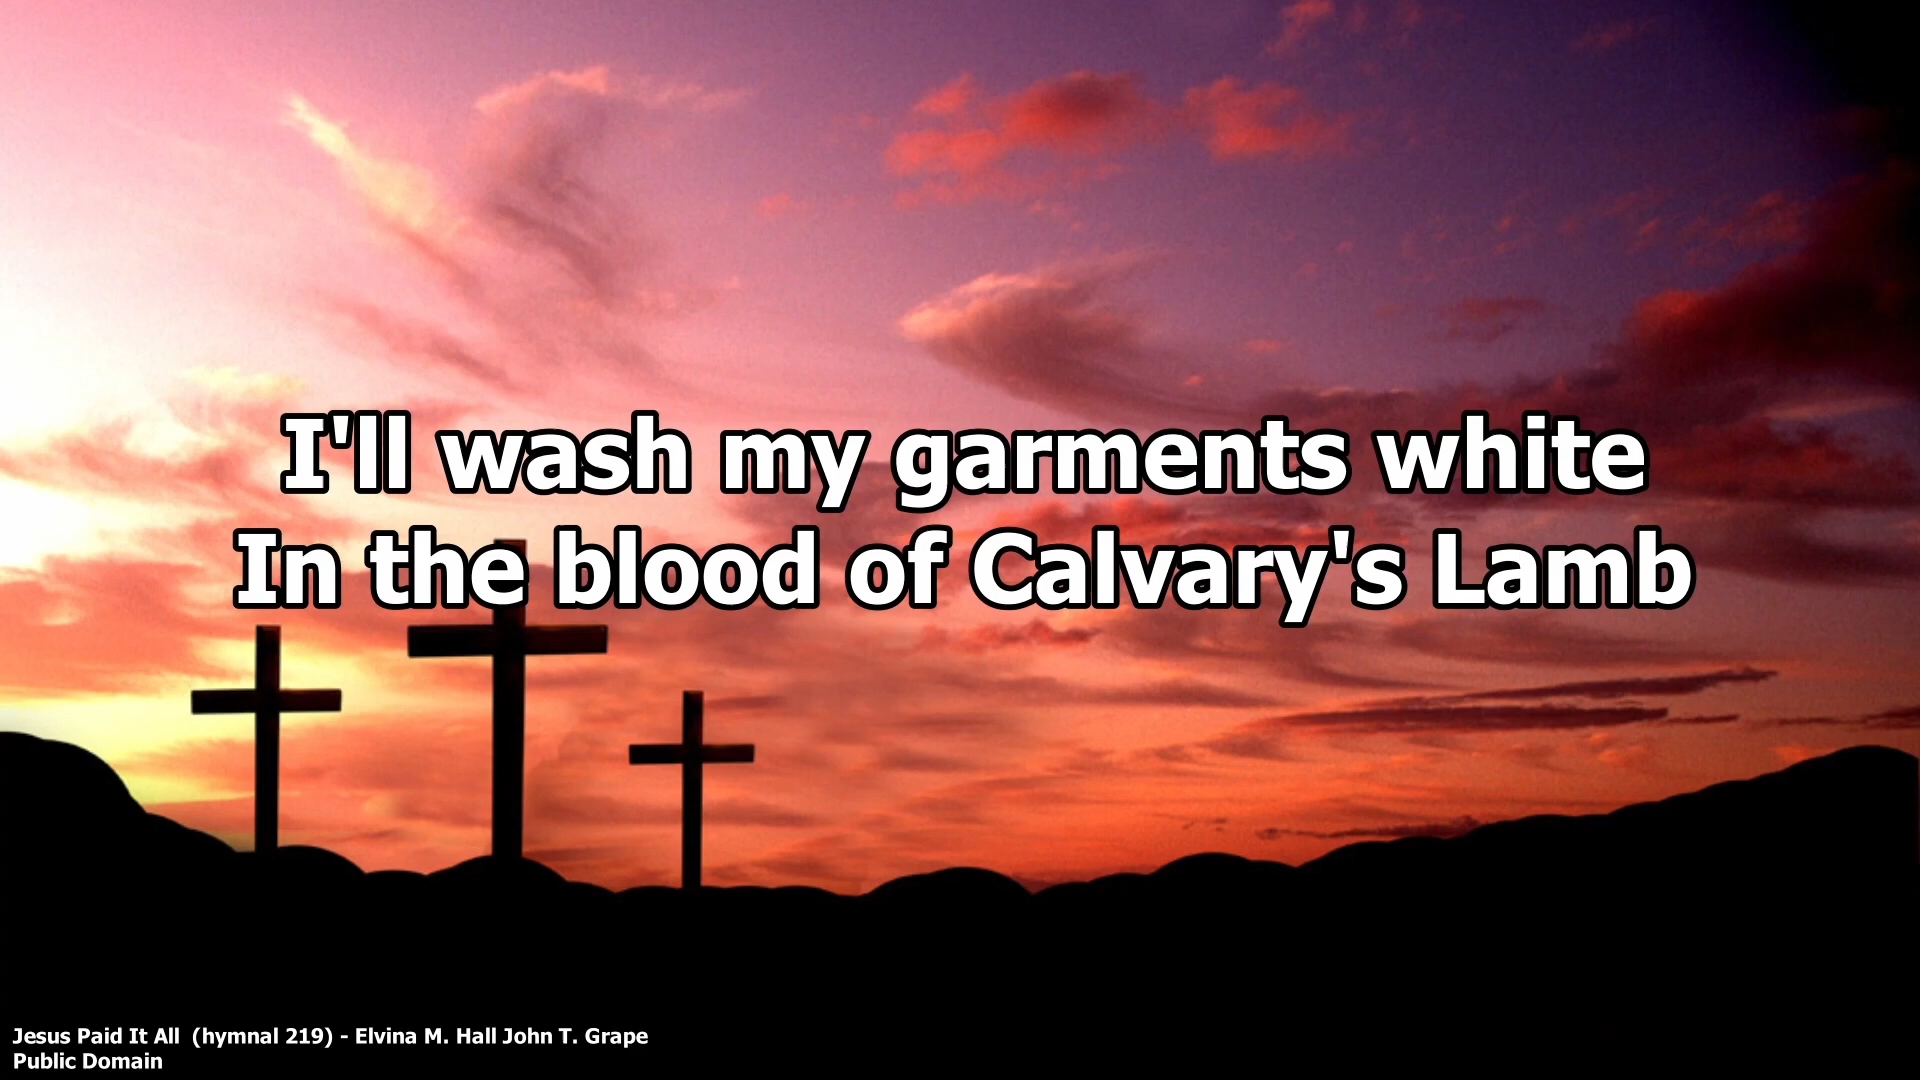 I'll wash my garments white
In the blood of Calvary's Lamb
Jesus Paid It All  (hymnal 219) - Elvina M. Hall John T. Grape
Public Domain